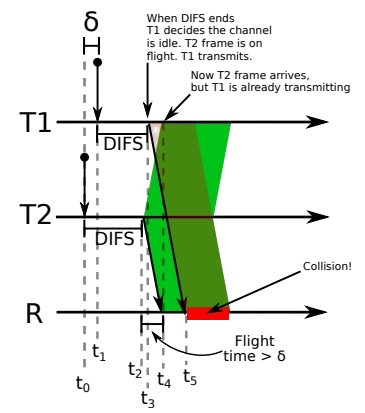 δ
When DIFS ends
T1 decides the channel
is idle. T2 frame is on
flight. T1 transmits.
Now T2 frame arrives,
but T1 is already transmitting
T1
DIFS
T2
DIFS
Collision!
R
Flight
time > δ
t0
t1
t2
t3
t4
t5